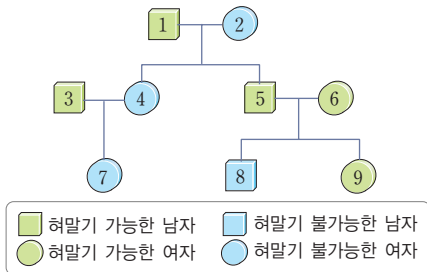 1 2
3 4 5 6
7 8 9
혀말기 가능한 남자 혀말기 불가능한 남자
혀말기 가능한 여자 혀말기 불가능한 여자